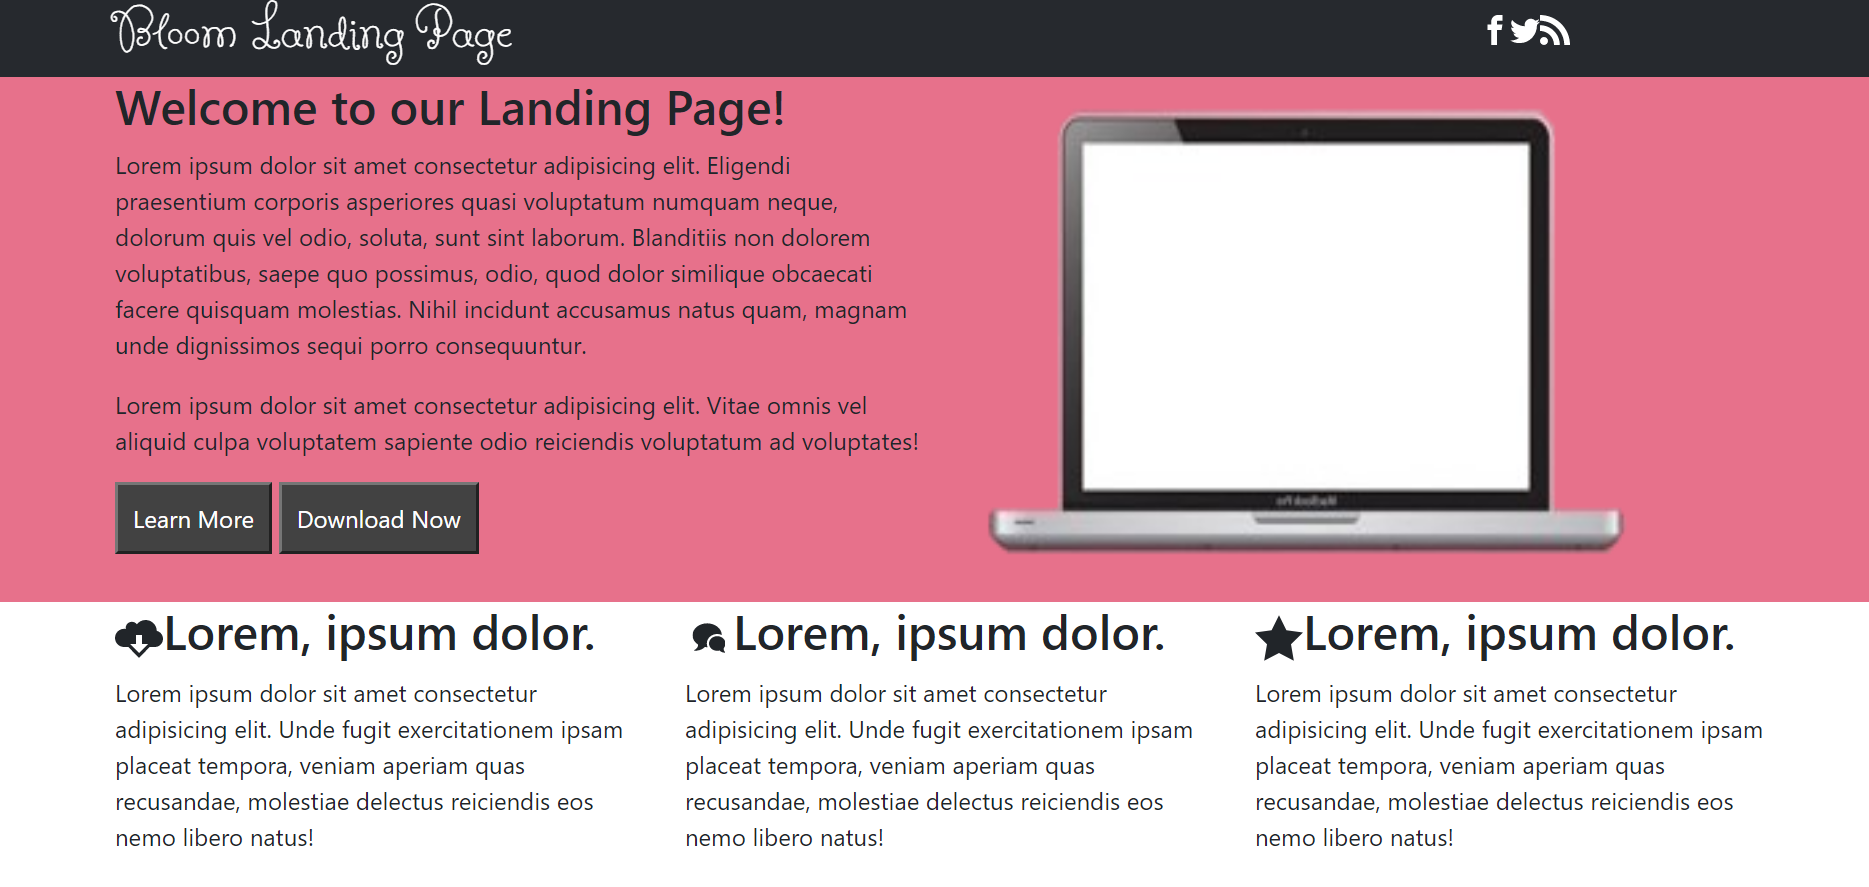 Bloom Landing Page
Welcome to our Landing Page!
Lorem ipsum dolor sit amet consectetur adipisicing elit. Eligendi
praesentium corporis asperiores quasi voluptatum numquam neque,
dolorum quis vel odio, soluta, sunt sint laborum. Blanditiis non dolorem
voluptatibus, saepe quo possimus, odio, quod dolor similique obcaecati
facere quisquam molestias. Nihil incidunt accusamus natus quam, magnam
unde dignissimos sequi porro consequuntur.
Lorem ipsum dolor sit amet consectetur adipisicing elit. Vitae omnis vel
aliquid culpa voluptatem sapiente odio reiciendis voluptatum ad voluptates!
Learn More
Download Now
Lorem, ipsum dolor.
Lorem ipsum dolor sit amet consectetur
adipisicing elit. Unde fugit exercitationem ipsam
placeat tempora, veniam aperiam quas
recusandae, molestiae delectus reiciendis eos
nemo libero natus!
Lorem, ipsum dolor.
Lorem ipsum dolor sit amet consectetur
adipisicing elit. Unde fugit exercitationem ipsam
placeat tempora, veniam aperiam quas
recusandae, molestiae delectus reiciendis eos
nemo libero natus!
Lorem, ipsum dolor.
Lorem ipsum dolor sit amet consectetur
adipisicing elit. Unde fugit exercitationem ipsam
placeat tempora, veniam aperiam quas
recusandae, molestiae delectus reiciendis eos
nemo libero natus!